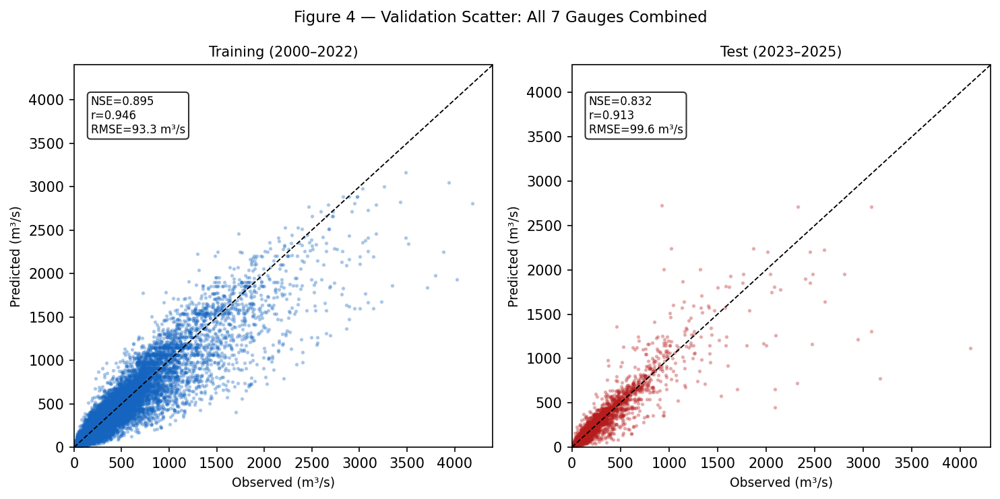 Figure 4 — Validation Scatter: All 7 Gauges Combined
Training (2000–2022)
NSE=0.895
r=0.946
RMSE=93.3 m³/s
Predicted (m³/s)
4000
3500
3000
2500
2000
1500
1000
500
0
0 500 1000 1500 2000 2500 3000 3500 4000
Observed (m³/s)
Test (2023–2025)
NSE=0.832
r=0.913
RMSE=99.6 m³/s
Predicted (m³/s)
4000
3500
3000
2500
2000
1500
1000
500
0
0 500 1000 1500 2000 2500 3000 3500 4000
Observed (m³/s)